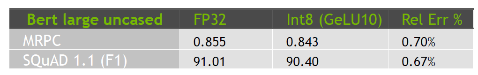 Bert large uncased FP32 Int8 (GeLU10) Rel Err %
MRPC 0.855 0.843 0.70%
SQuAD 1.1 (F1) 91.01 90.40 0.67%